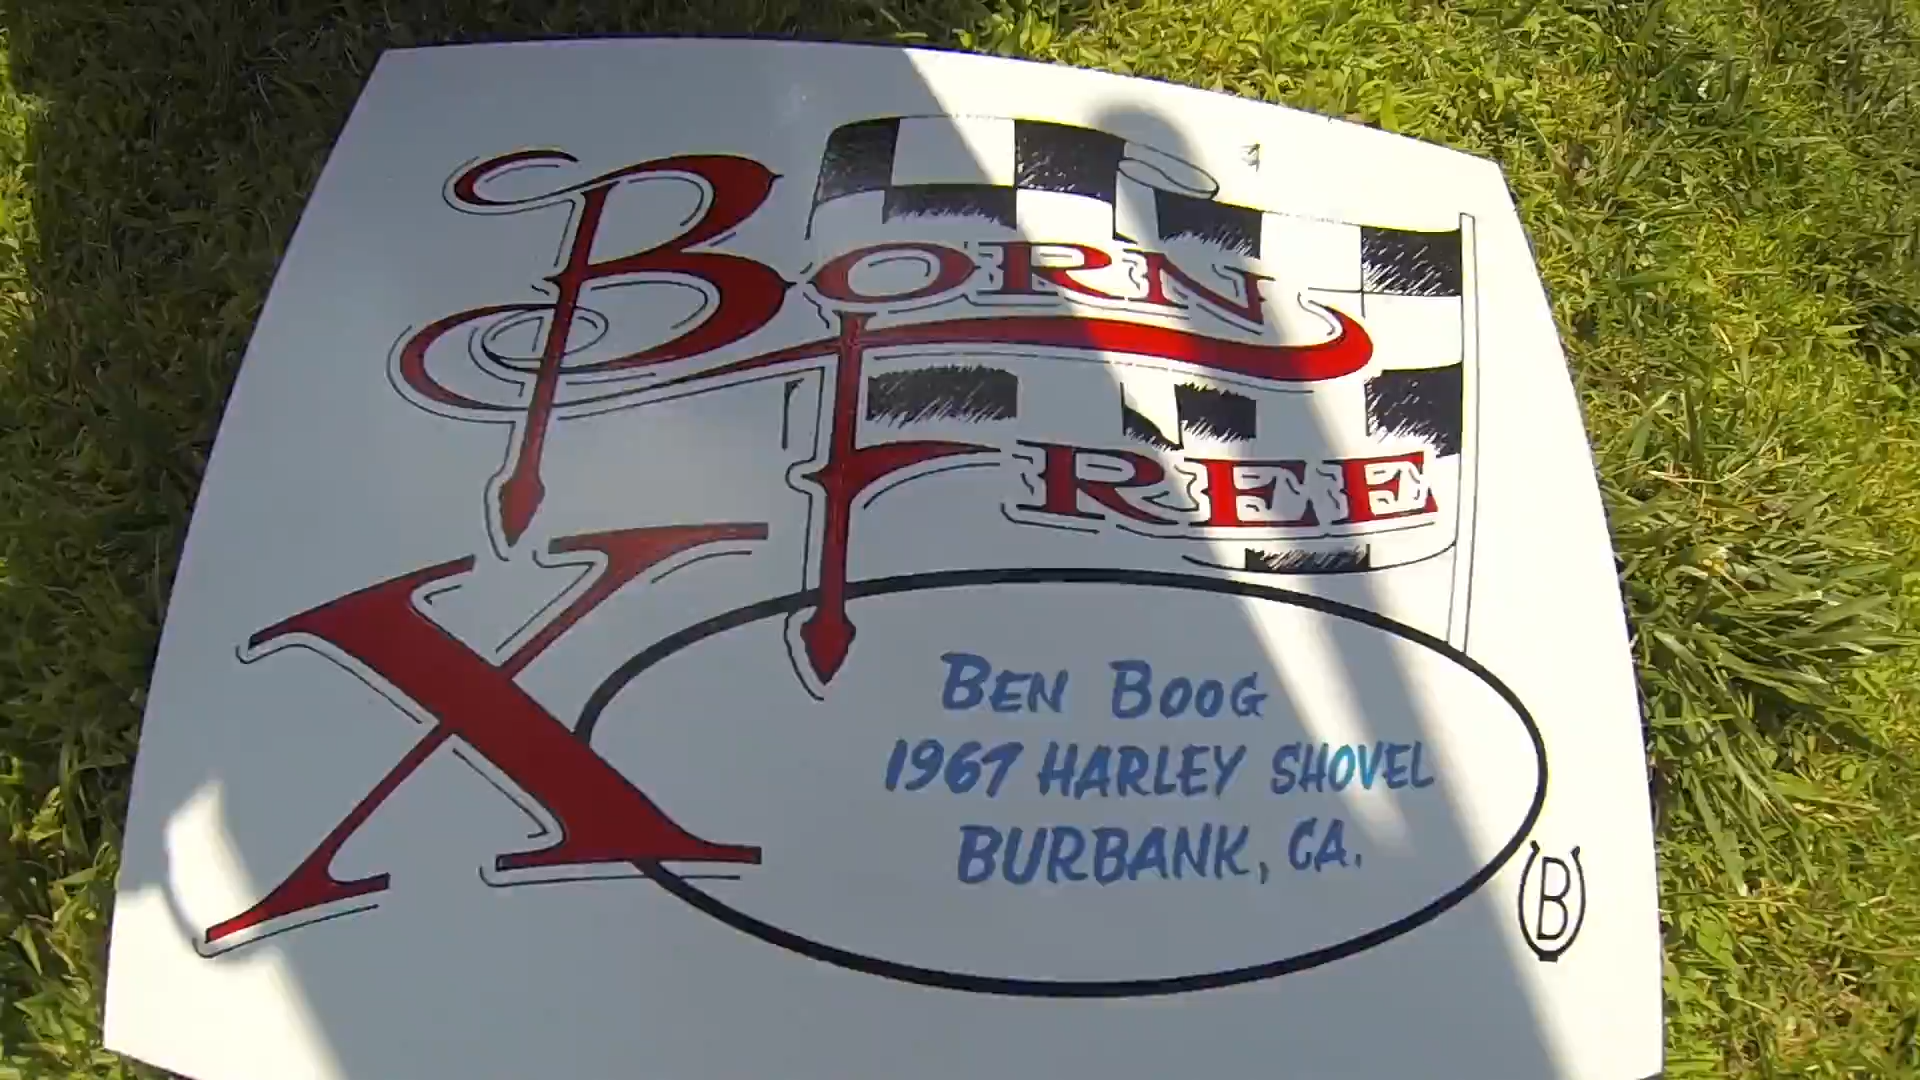 BORN
FREE
X
BEN BOOG
1967 HARLEY SHOVEL
BURBANK, CA.
B